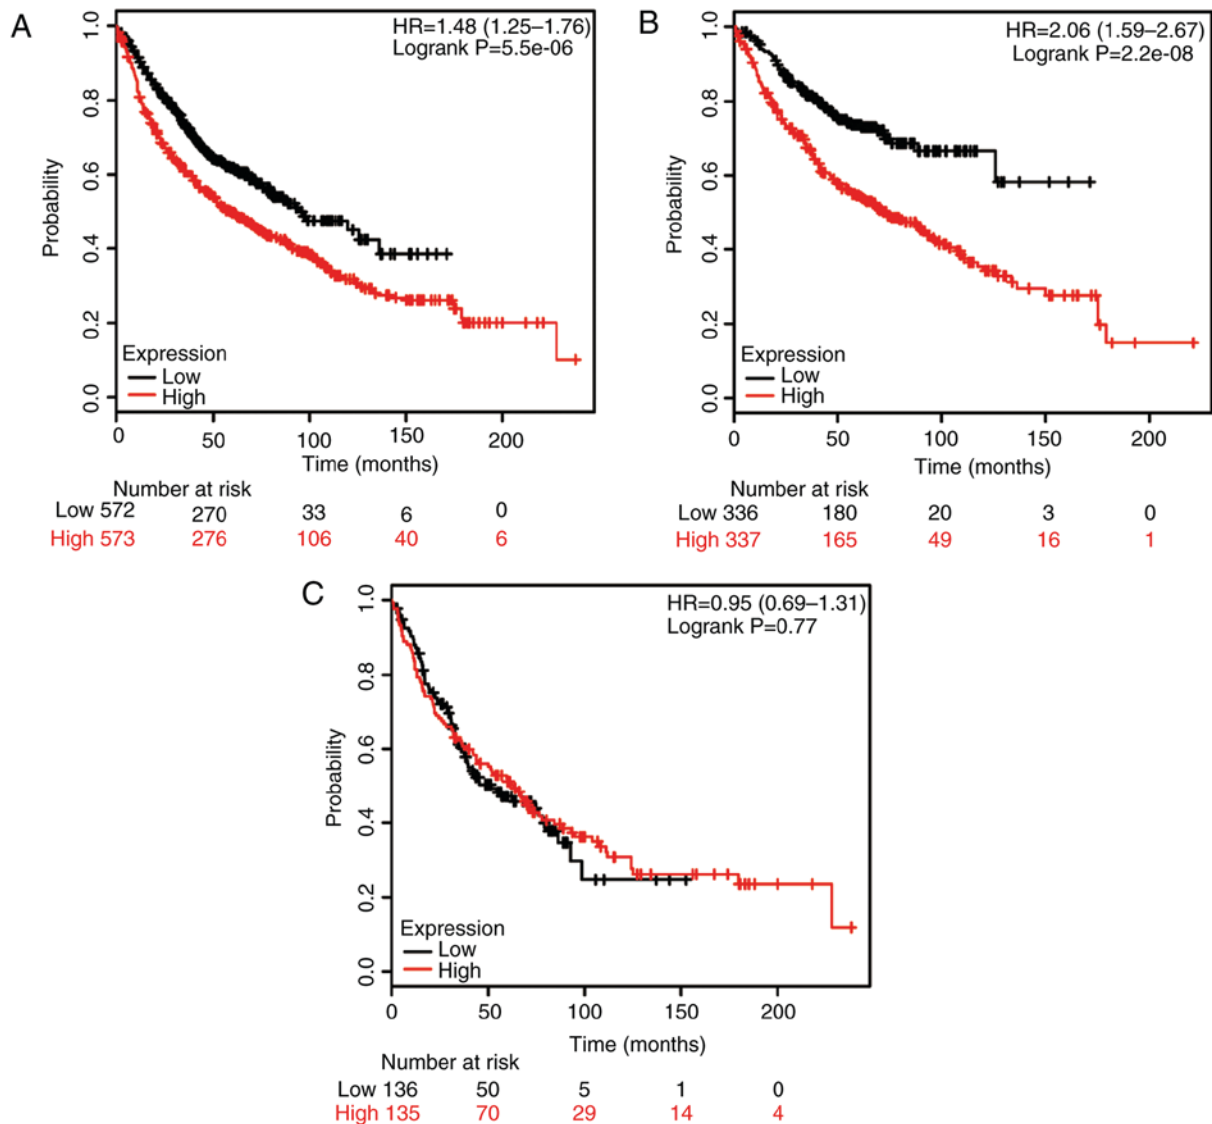 A
HR=1.48 (1.25–1.76)
Logrank P=5.5e-06
Probability
1.0
0.8
0.6
0.4
0.2
0.0
Expression
Low
High
0 50 100 150 200
Time (months)
Number at risk
Low 572 270 33 6 0
High 573 276 106 40 6
B
HR=2.06 (1.59–2.67)
Logrank P=2.2e-08
Probability
1.0
0.8
0.6
0.4
0.2
0.0
Expression
Low
High
0 50 100 150 200
Time (months)
Number at risk
Low 336 180 20 3 0
High 337 165 49 16 1
C
HR=0.95 (0.69–1.31)
Logrank P=0.77
Probability
1.0
0.8
0.6
0.4
0.2
0.0
Expression
Low
High
0 50 100 150 200
Time (months)
Number at risk
Low 136 50 5 1 0
High 135 70 29 14 4